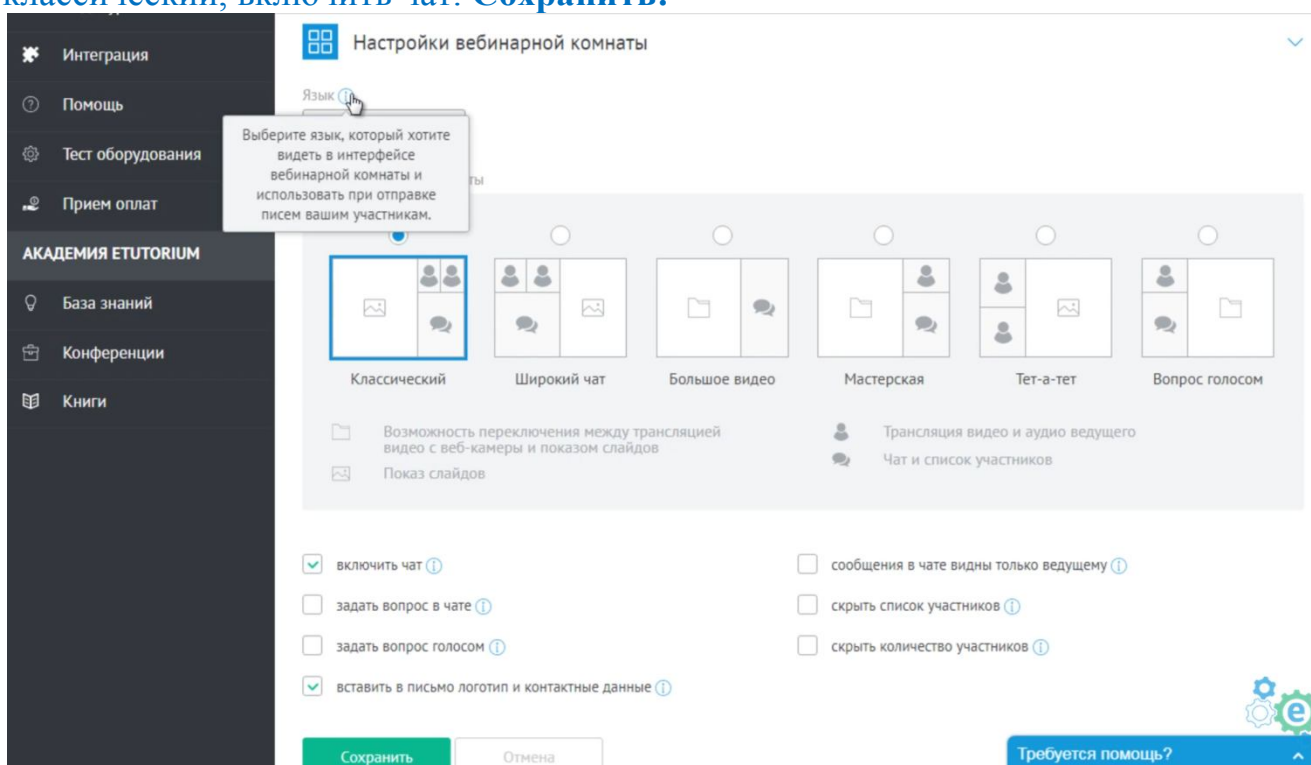 классический, включить чат. Сохранить.
Интеграция
Помощь
Тест оборудования
Прием оплат
АКАДЕМИЯ ETUTORIUM
База знаний
Конференции
Книги
Настройки вебинарной комнаты
Язык
Выберите язык, который хотите
видеть в интерфейсе
вебинарной комнаты и
использовать при отправке
писем вашим участникам.
Классический
Широкий чат
Большое видео
Мастерская
Тет-а-тет
Вопрос голосом
Возможность переключения между трансляцией
видео с веб-камеры и показом слайдов
Показ слайдов
Трансляция видео и аудио ведущего
Чат и список участников
включить чат
задать вопрос в чате
задать вопрос голосом
вставить в письмо логотип и контактные данные
сообщения в чате видны только ведущему
скрыть список участников
скрыть количество участников
Сохранить
Отмена
Требуется помощь?